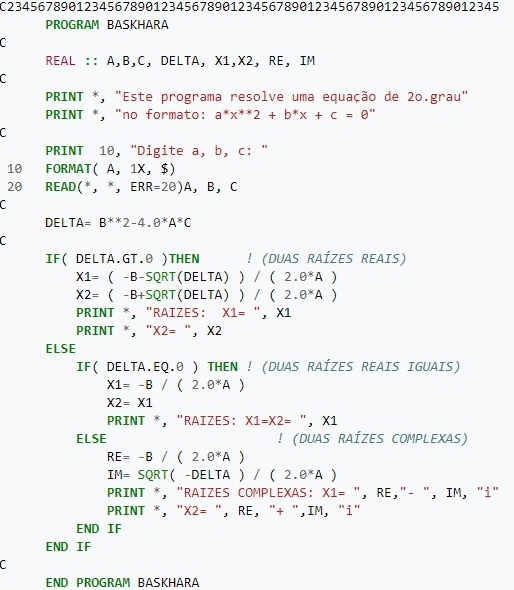 C23456789012345678901234567890123456789012345678901234567890123 45
      PROGRAM BASKHARA
C
      REAL :: A,B,C, DELTA, X1,X2, RE, IM
C
      PRINT *, "Este programa resolve uma equação de 2o.grau"
      PRINT *, "no formato: a*x**2 + b*x + c = 0"
C
      PRINT  10, "Digite a, b, c: "
 10   FORMAT( A, 1X, $)
 20   READ(*, *, ERR=20)A, B, C
C
      DELTA= B**2-4.0*A*C
C
      IF( DELTA.GT.0 )THEN      ! (DUAS RAÍZES REAIS)
          X1= ( -B-SQRT(DELTA) ) / ( 2.0*A )
          X2= ( -B+SQRT(DELTA) ) / ( 2.0*A )
          PRINT *, "RAIZES:  X1= ", X1
          PRINT *, "X2= ", X2
      ELSE
          IF( DELTA.EQ.0 ) THEN ! (DUAS RAÍZES REAIS IGUAIS)
              X1= -B / ( 2.0*A )
              X2= X1
              PRINT *, "RAIZES: X1=X2= ", X1
          ELSE                      ! (DUAS RAÍZES COMPLEXAS)
              RE= -B / ( 2.0*A )
              IM= SQRT( -DELTA ) / ( 2.0*A )
              PRINT *, "RAIZES COMPLEXAS: X1= ", RE,"- ", IM, "i"
              PRINT *, "X2= ", RE, "+ ",IM, "i"
          END IF
      END IF
C
      END PROGRAM BASKHARA